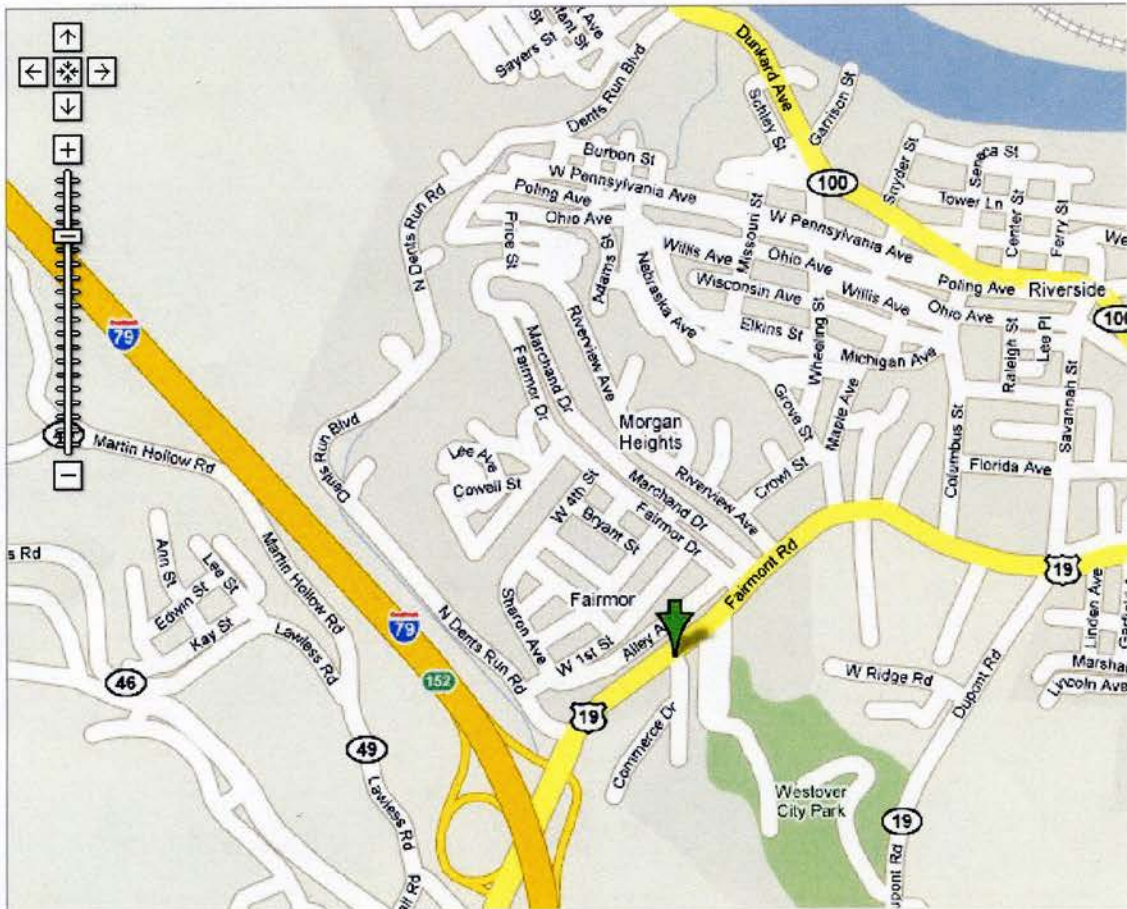 Dunkard Ave
Sayers St
Dents Run Blvd
Schley St
Garrison St
Burbon St
W Pennsylvania Ave
100
Snyder St
Seneca St
Tower Ln
Center St
Ferry St
N Dents Run Rd
Poling Ave
Ohio Ave
Price St
Adams St
Nebraska Ave
Missouri St
W Pennsylvania Ave
Willis Ave
Ohio Ave
Wisconsin Ave
Willis Ave
Poling Ave
Riverside
Ohio Ave
100
Elkins St
Wheeling St
Michigan Ave
Raleigh St
Lee Pl
Savannah St
79
Riverview Ave
Marchand Dr
Fairmor Dr
Grove St
Maple Ave
Columbus St
Morgan
Heights
Martin Hollow Rd
Dents Run Blvd
Lee Ave
Cowell St
W 4th St
Marchand Dr
Riverview Ave
Crowl St
Florida Ave
Bryant St
Fairmor Dr
Fairmont Rd
19
s Rd
Ann St
Lee St
Edwin St
Kay St
Martin Hollow Rd
Lawless Rd
79
N Dents Run Rd
Sharon Ave
Fairmor
W 1st St
Alley A
Linden Ave
Marshal
Lincoln Ave
W Ridge Rd
Dupont Rd
46
152
19
Commerce Dr
49
Lawless Rd
Westover
City Park
19
upont Rd